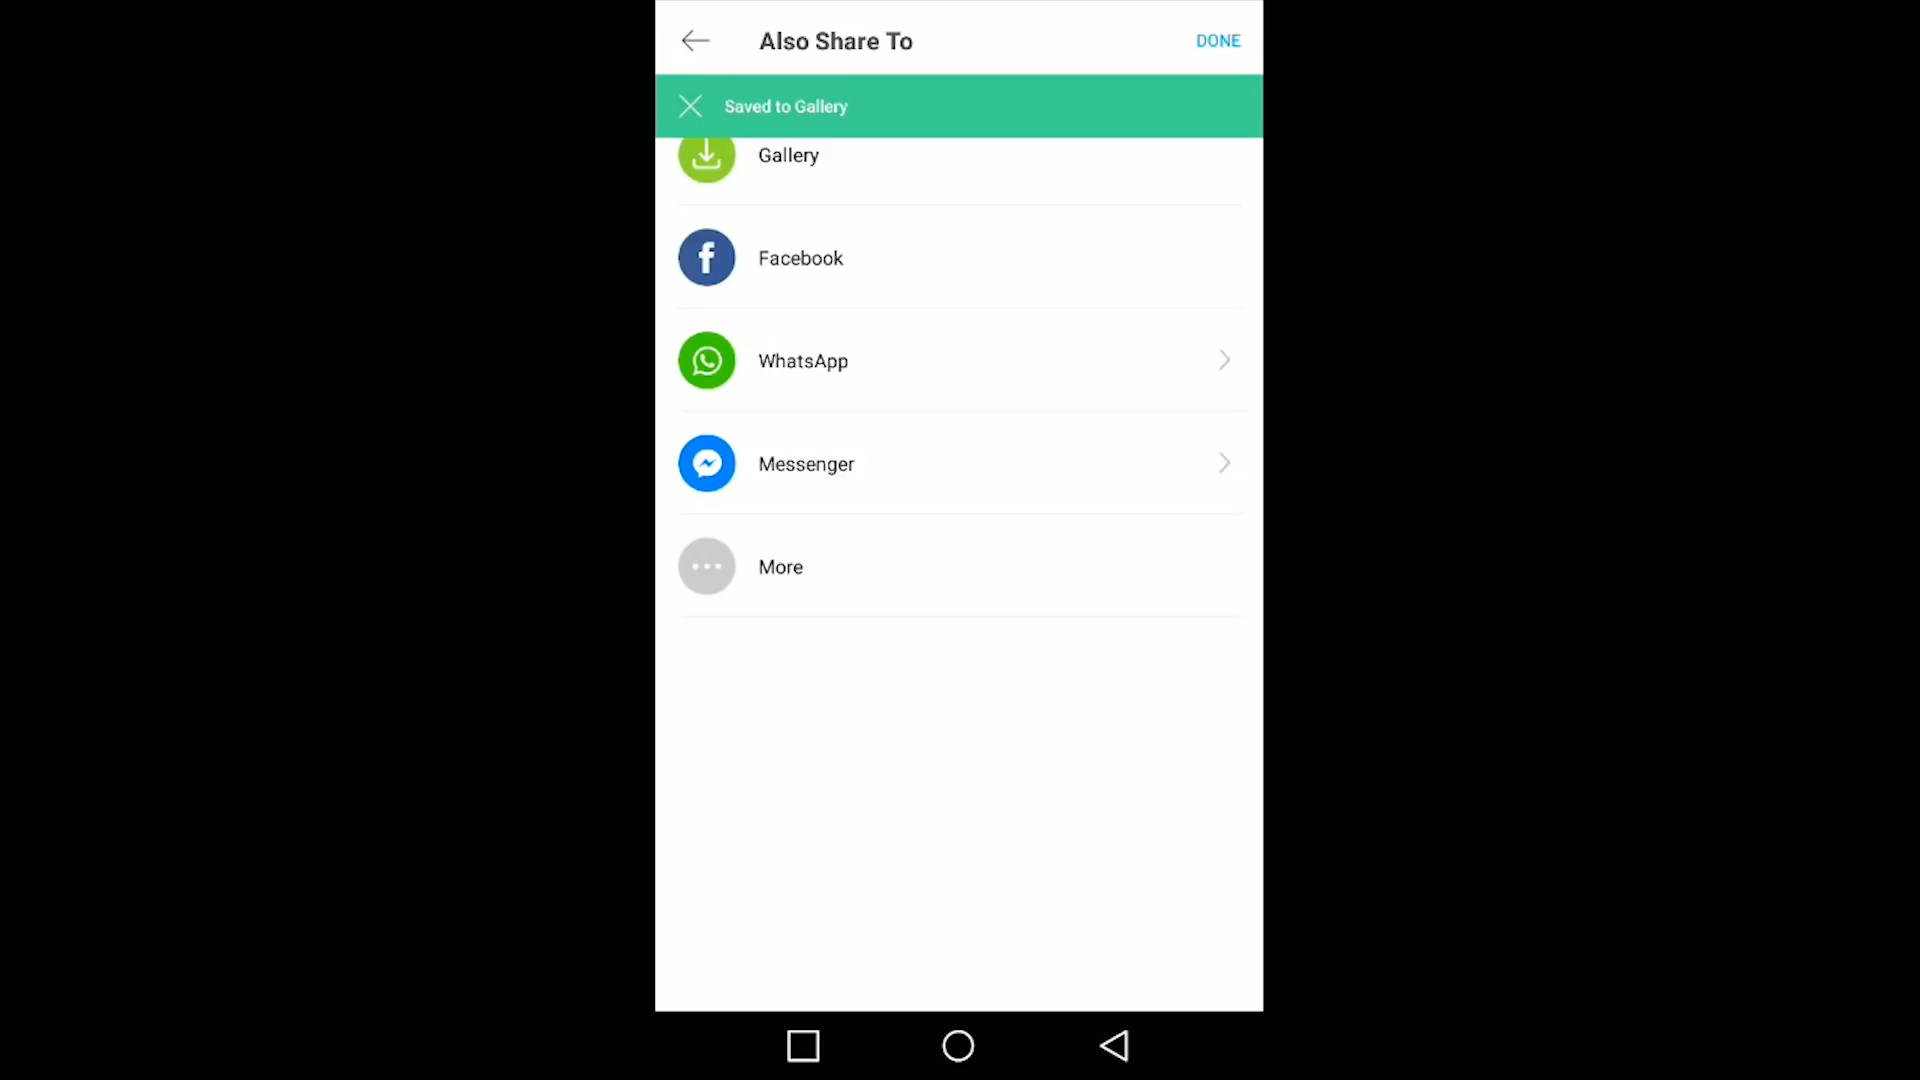 Also Share To
DONE
Saved to Gallery
Gallery
Facebook
WhatsApp
Messenger
More